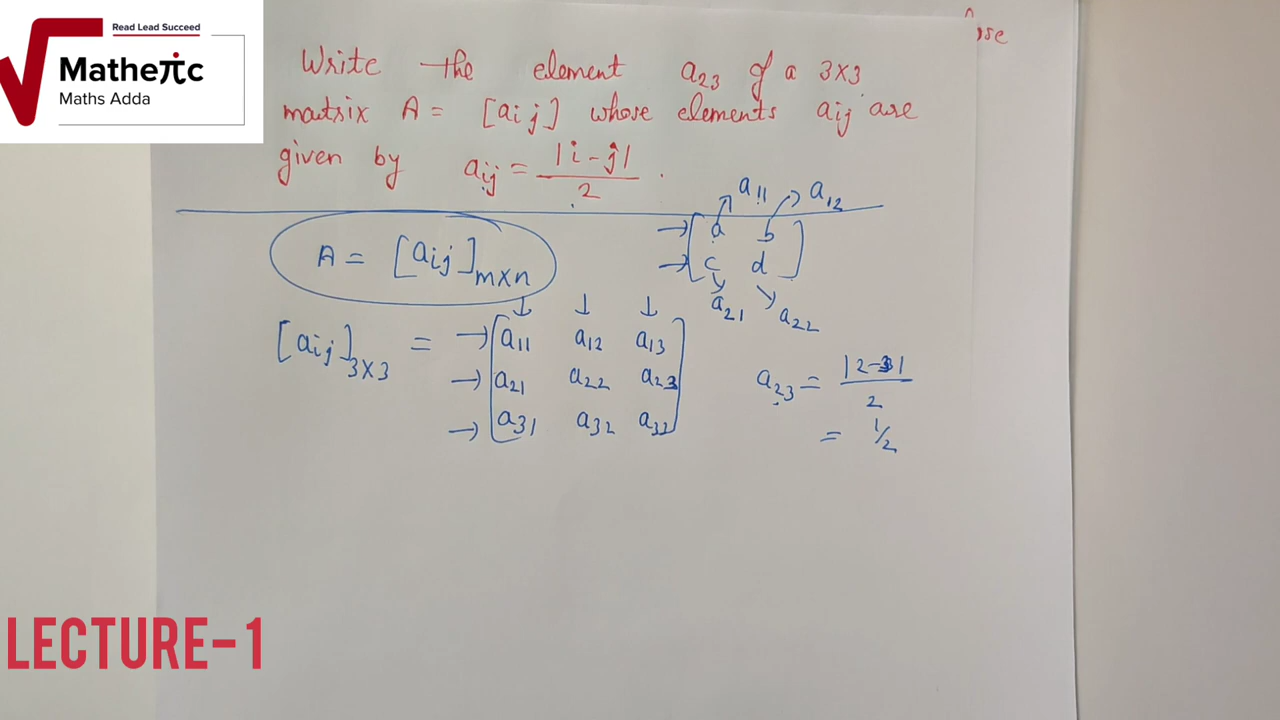 Read Lead Succeed
Matheπc
Maths Adda
Write the element a23 of a 3×3
matrix A = [aij] whose elements aij are
given by aij = |i-j|/2 .
A = [aij]m×n
a11 a12
[a b
c d]
a21 a22
[aij]3×3 = [a11 a12 a13
a21 a22 a23
a31 a32 a32]
a23 = |2-3|/2
= 1/2
LECTURE-1